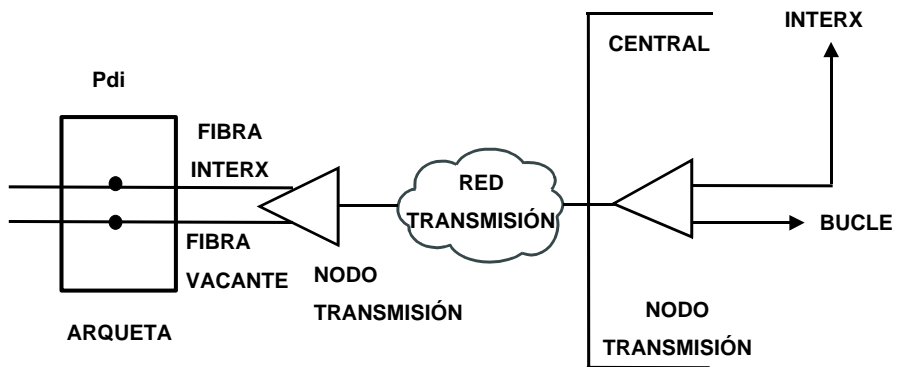 Pdi
FIBRA
INTERX
FIBRA
VACANTE
ARQUETA
NODO
TRANSMISIÓN
RED
TRANSMISIÓN
CENTRAL
INTERX
BUCLE
NODO
TRANSMISIÓN